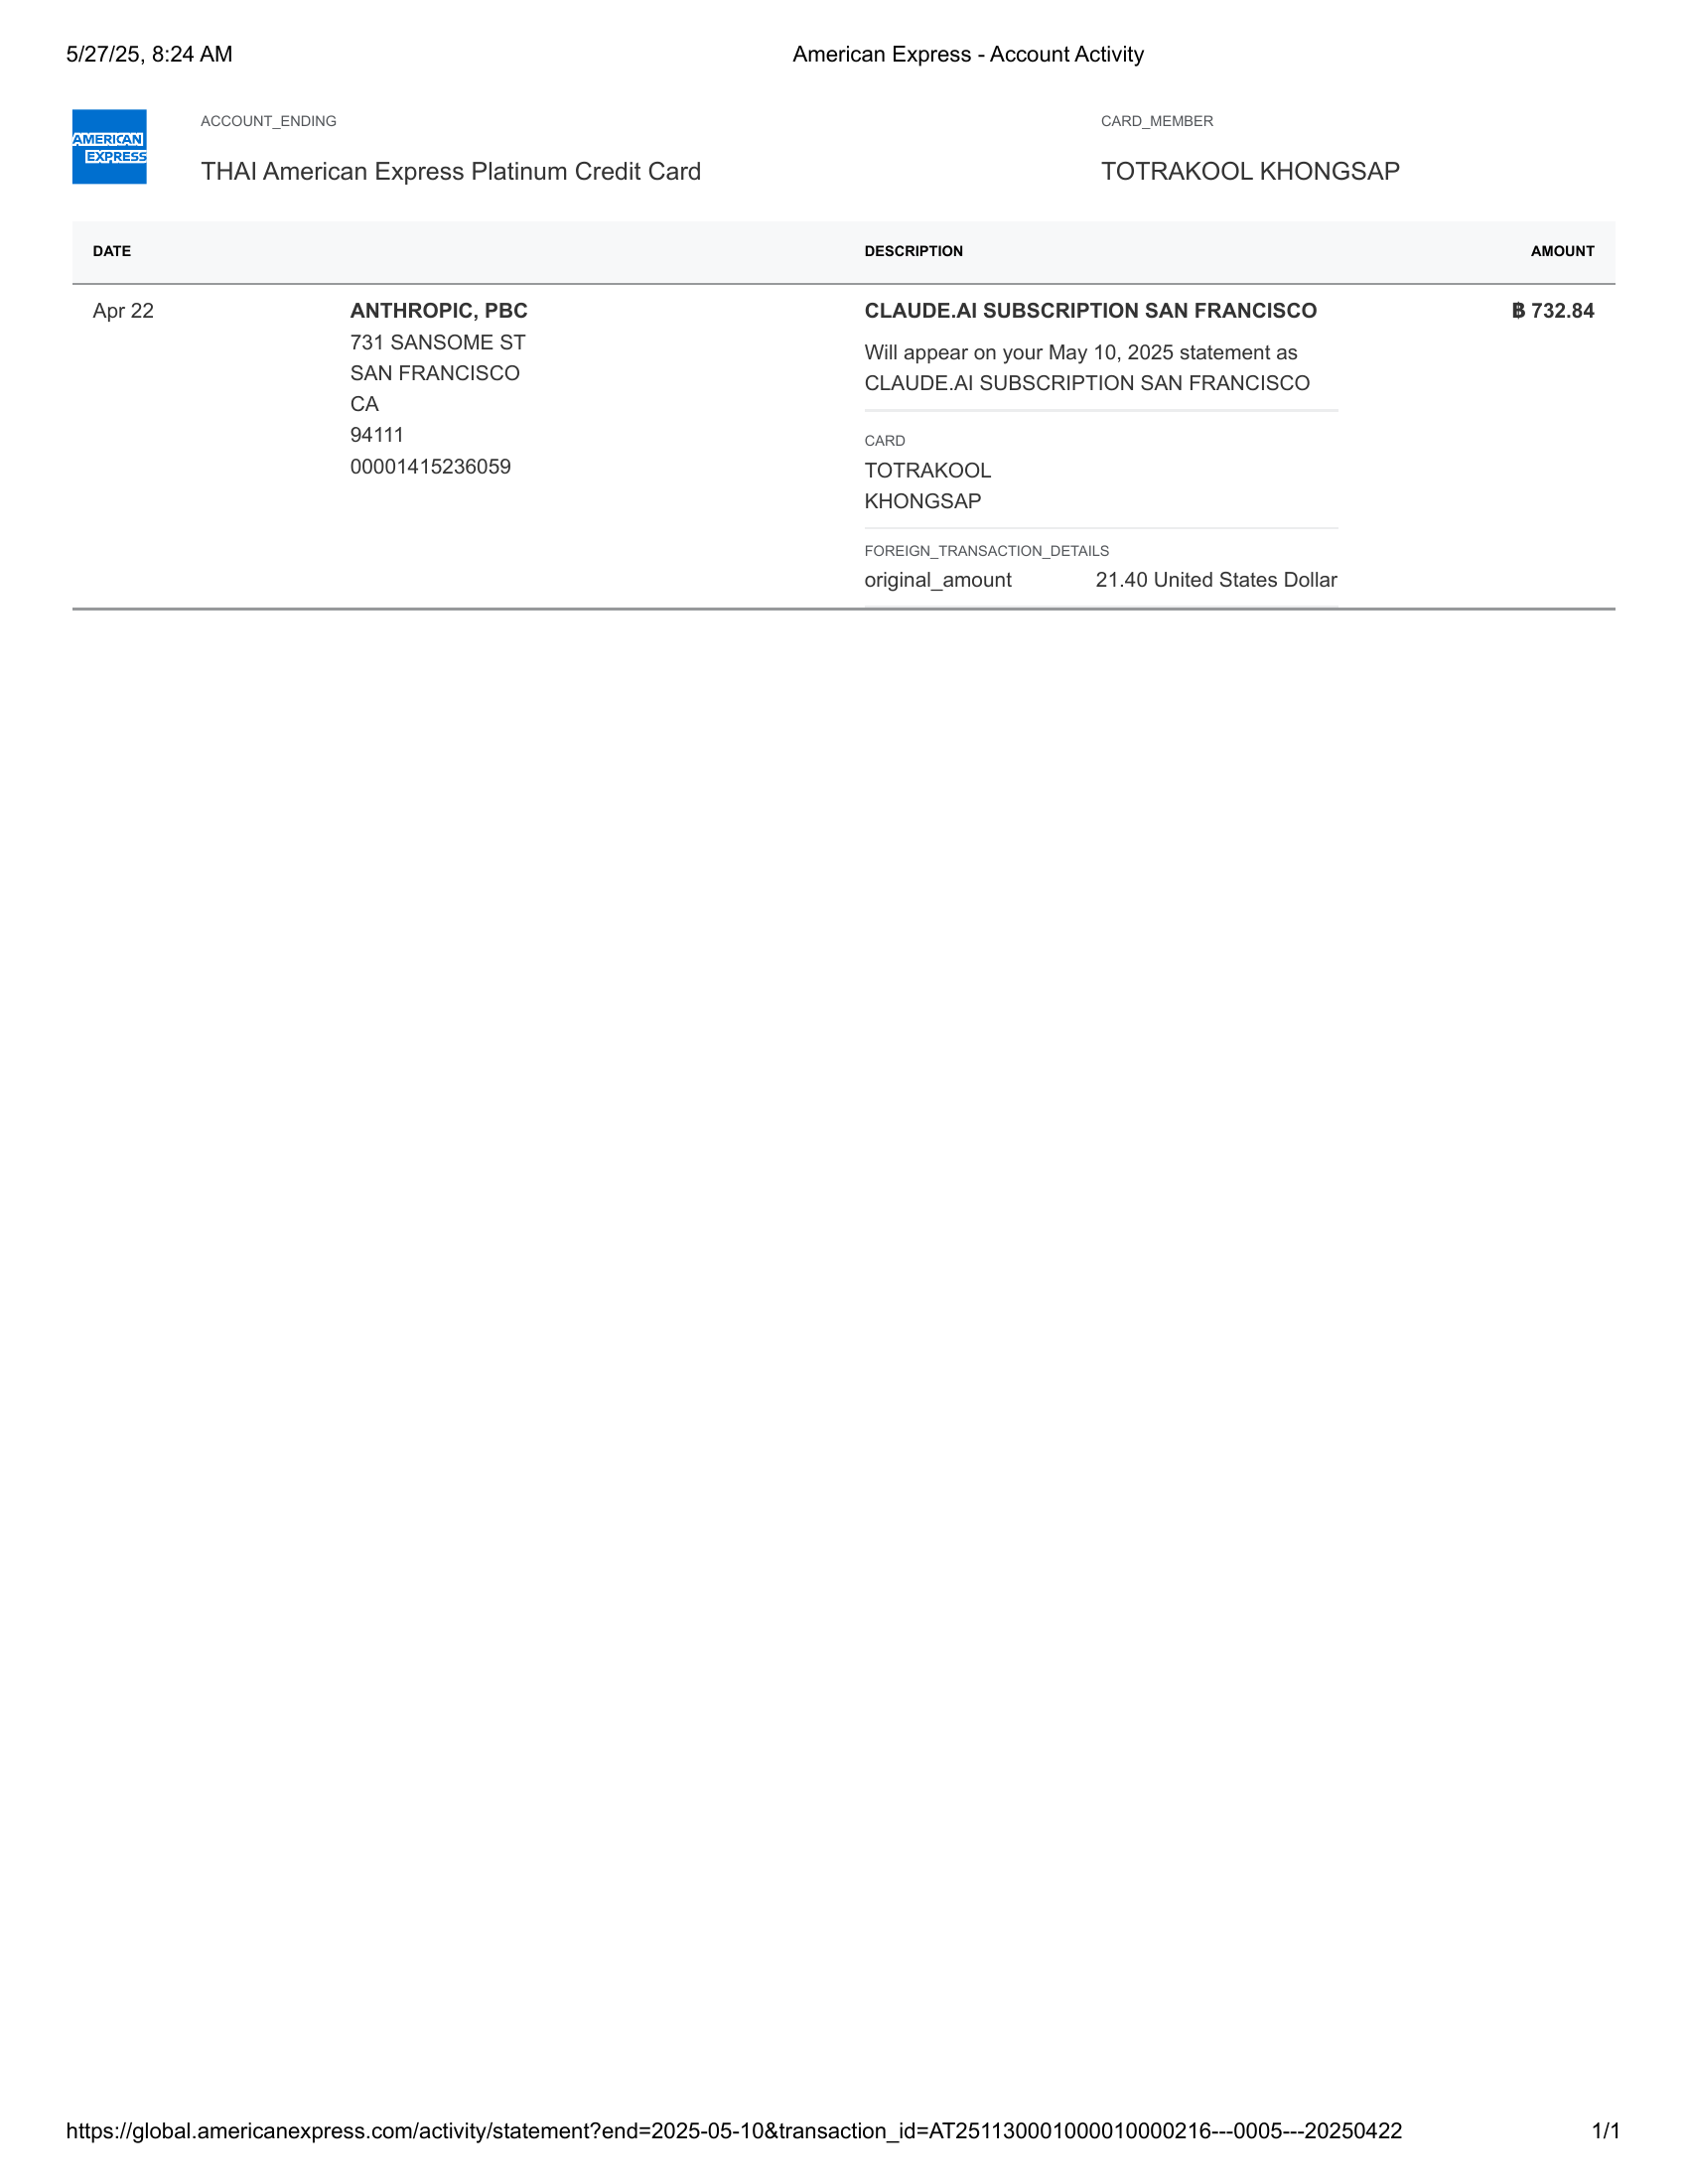 5/27/25, 8:24 AM
American Express - Account Activity
AMERICAN
EXPRESS
ACCOUNT_ENDING
THAI American Express Platinum Credit Card
CARD_MEMBER
TOTRAKOOL KHONGSAP
DATE
DESCRIPTION
AMOUNT
Apr 22
ANTHROPIC, PBC
731 SANSOME ST
SAN FRANCISCO
CA
94111
00001415236059
CLAUDE.AI SUBSCRIPTION SAN FRANCISCO
Will appear on your May 10, 2025 statement as
CLAUDE.AI SUBSCRIPTION SAN FRANCISCO
CARD
TOTRAKOOL
KHONGSAP
FOREIGN_TRANSACTION_DETAILS
original_amount 21.40 United States Dollar
฿ 732.84
https://global.americanexpress.com/activity/statement?end=2025-05-10&transaction_id=AT251130001000010000216---0005---20250422
1/1